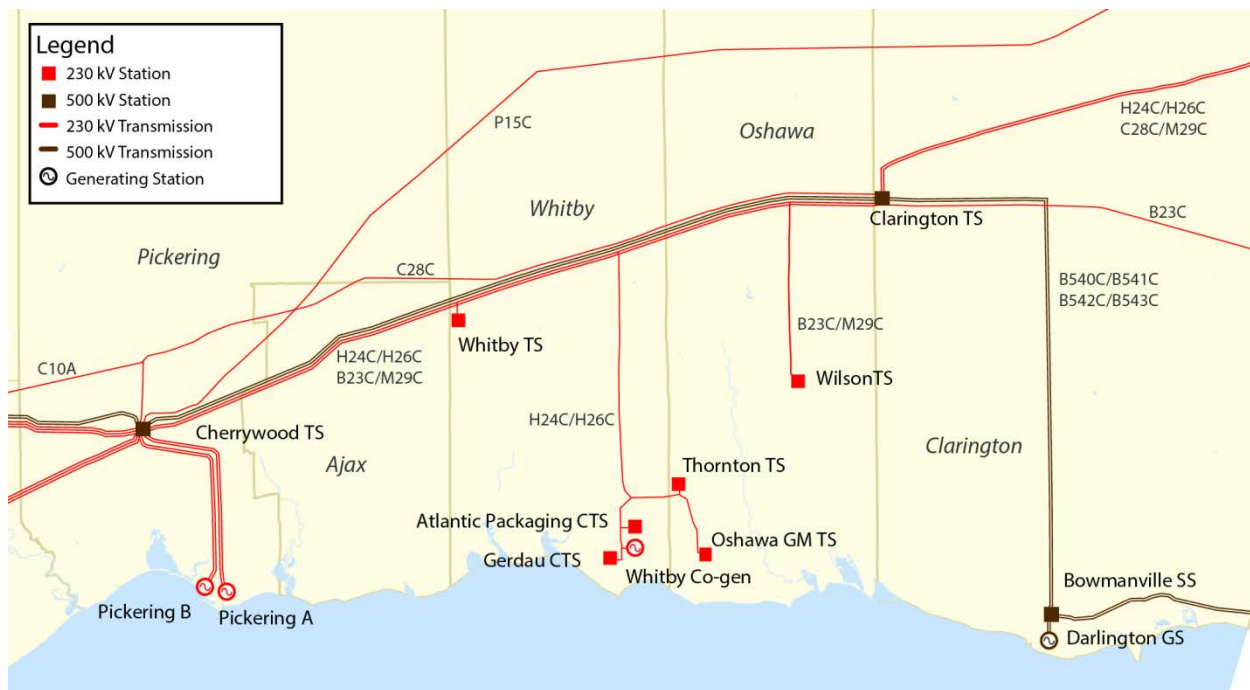 Legend
230 kV Station
500 kV Station
230 kV Transmission
500 kV Transmission
Generating Station
P15C
Oshawa
H24C/H26C
C28C/M29C
Whitby
Clarington TS
B23C
Pickering
C28C
B540C/B541C
B542C/B543C
Whitby TS
B23C/M29C
H24C/H26C
B23C/M29C
C10A
WilsonTS
H24C/H26C
Cherrywood TS
Clarington
Ajax
Thornton TS
Atlantic Packaging CTS
Oshawa GM TS
Gerdau CTS
Whitby Co-gen
Bowmanville SS
Pickering B
Pickering A
Darlington GS